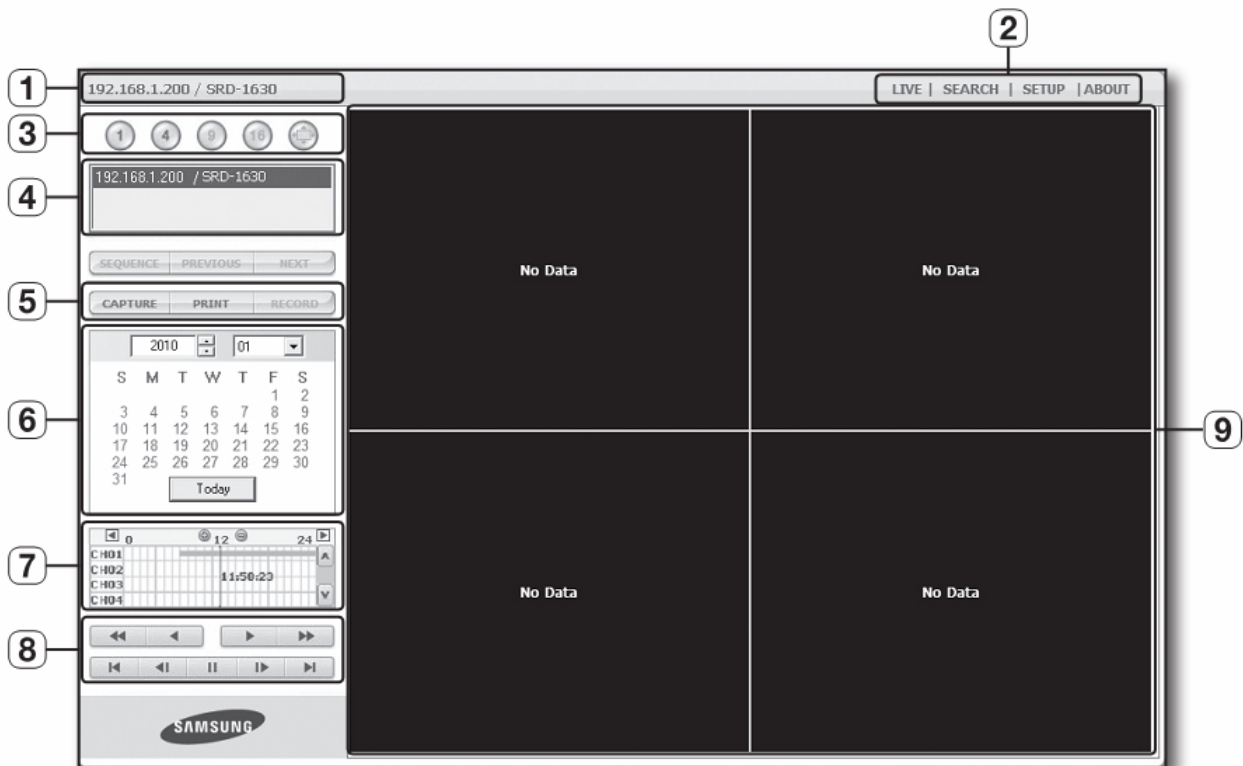 2
1
192.168.1.200 / SRD-1630
LIVE | SEARCH | SETUP | ABOUT
3
1 4 9 16
4
192.168.1.200 / SRD-1630
SEQUENCE PREVIOUS NEXT
5
CAPTURE PRINT RECORD
6
2010 01
S M T W T F S
1 2
3 4 5 6 7 8 9
10 11 12 13 14 15 16
17 18 19 20 21 22 23
24 25 26 27 28 29 30
31
Today
7
0 12 24
CH01
CH02
11:50:23
CH03
CH04
8
SAMSUNG
No Data
No Data
No Data
No Data
9